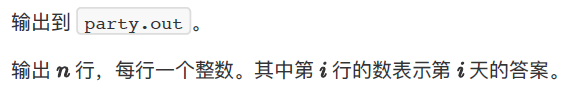 输出到 party.out 。
输出 n 行，每行一个整数。其中第 i 行的数表示第 i 天的答案。